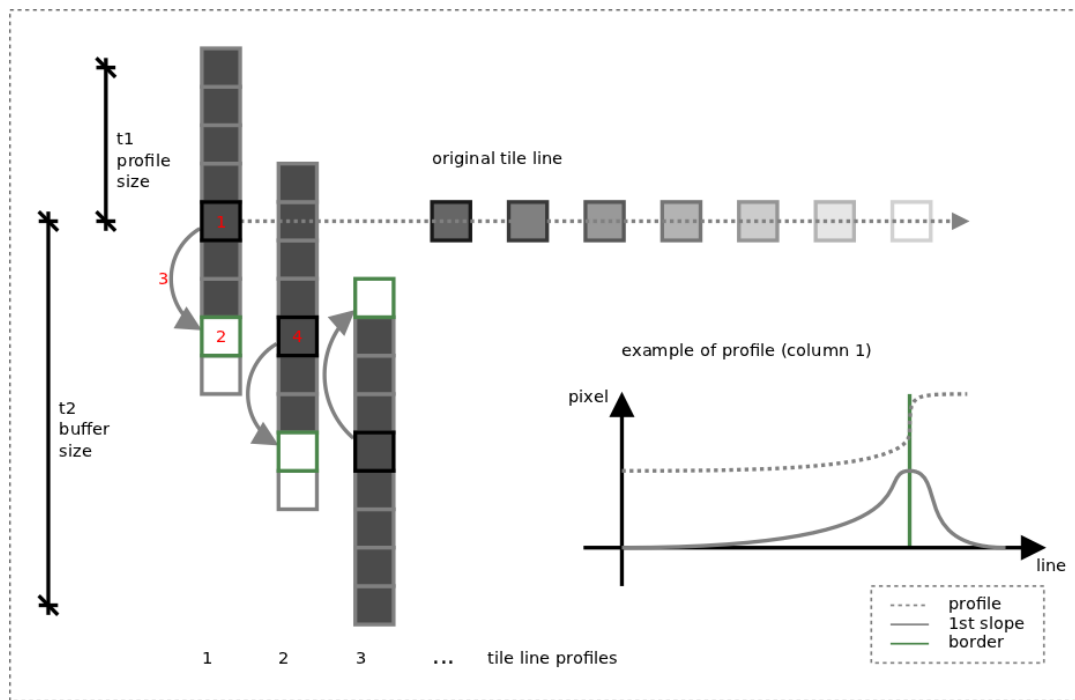 t1
profile
size
original tile line
1
3
2
4
example of profile (column 1)
pixel
t2
buffer
size
line
profile
1st slope
border
1 2 3 ... tile line profiles